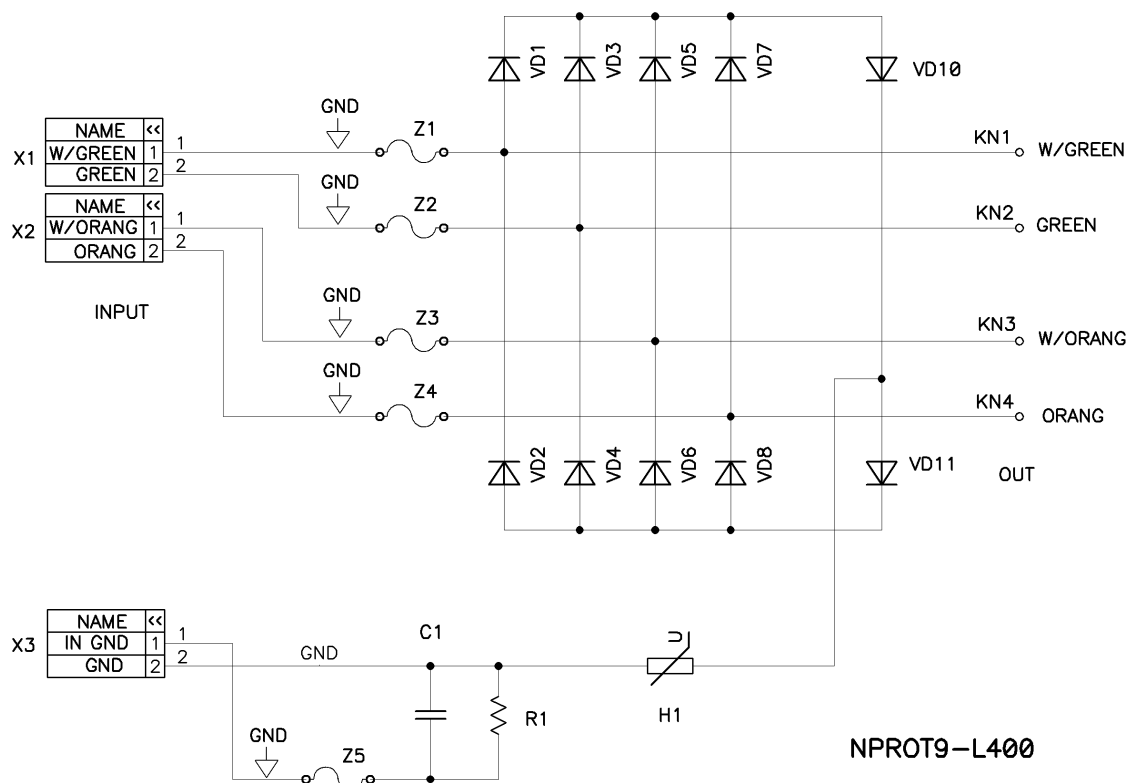 VD1
VD3
VD5
VD7
VD10
GND
Z1
KN1
W/GREEN
X1
NAME <<
W/GREEN 1
GREEN 2
1
2
GND
Z2
KN2
GREEN
X2
NAME <<
W/ORANG 1
ORANG 2
1
2
INPUT
GND
Z3
KN3
W/ORANG
GND
Z4
KN4
ORANG
VD2
VD4
VD6
VD8
VD11
OUT
X3
NAME <<
IN GND 1
GND 2
1
2
GND
C1
U
R1
H1
GND
Z5
NPROT9-L400